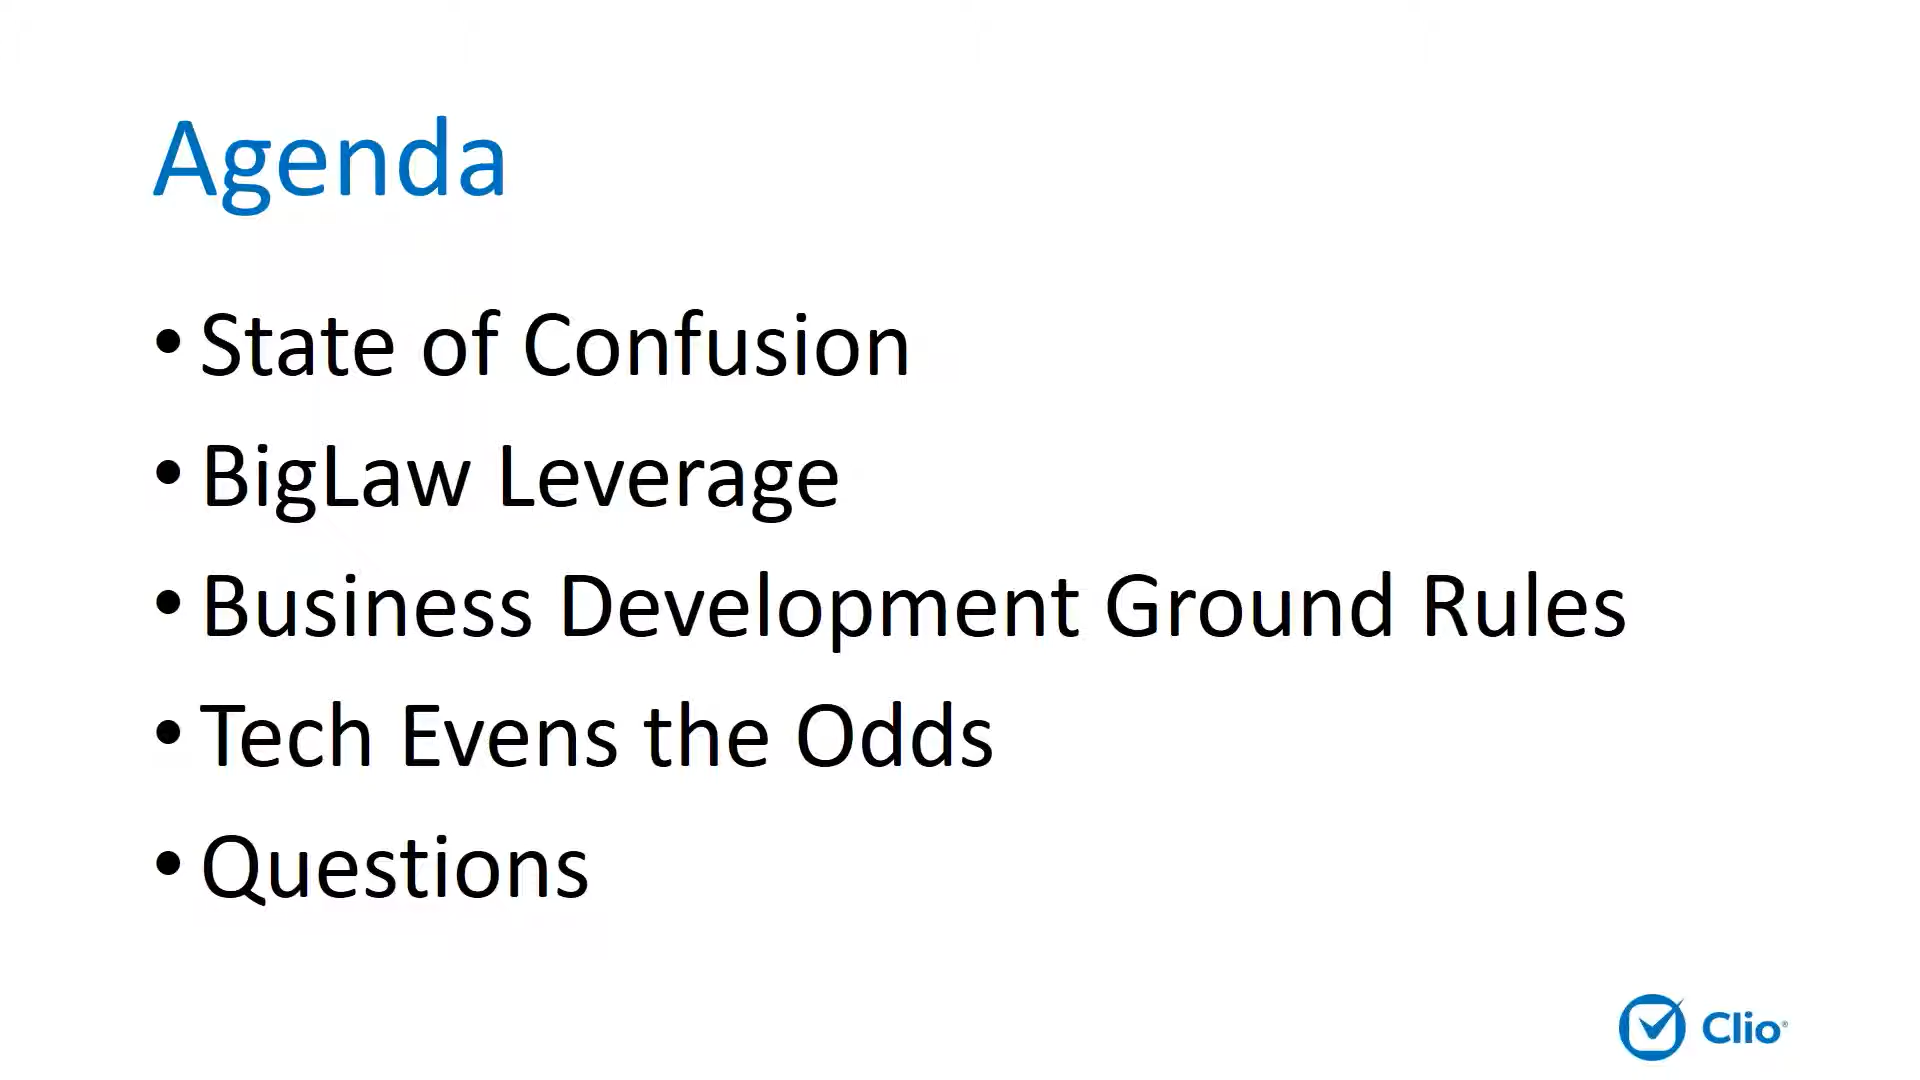 Agenda
• State of Confusion
• BigLaw Leverage
• Business Development Ground Rules
• Tech Evens the Odds
• Questions
Clio®